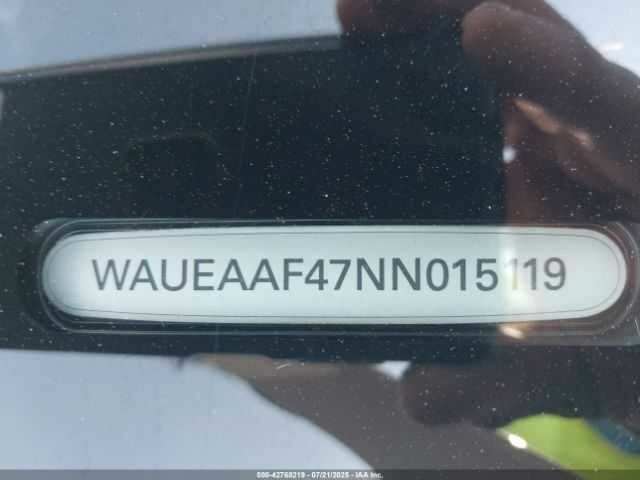 WAUEAAF47NN015119
000-42768219 | 07/21/2025 | IAA Inc.